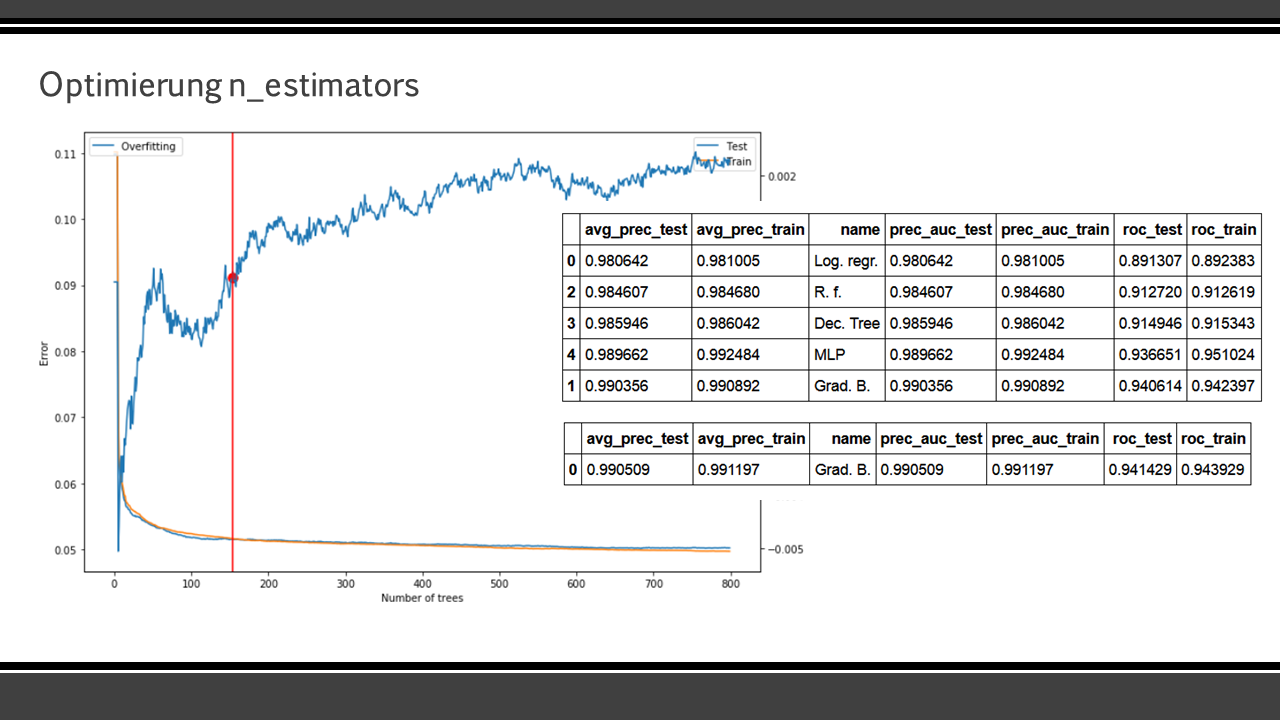 Optimierung n_estimators
Overfitting
Test
Train
0.11
0.10
0.09
0.08
0.07
0.06
0.05
Error
0 100 200 300 400 500 600 700 800
Number of trees
0.002
−0.005
avg_prec_test avg_prec_train name prec_auc_test prec_auc_train roc_test roc_train
0 0.980642 0.981005 Log. regr. 0.980642 0.981005 0.891307 0.892383
2 0.984607 0.984680 R. f. 0.984607 0.984680 0.912720 0.912619
3 0.985946 0.986042 Dec. Tree 0.985946 0.986042 0.914946 0.915343
4 0.989662 0.992484 MLP 0.989662 0.992484 0.936651 0.951024
1 0.990356 0.990892 Grad. B. 0.990356 0.990892 0.940614 0.942397
avg_prec_test avg_prec_train name prec_auc_test prec_auc_train roc_test roc_train
0 0.990509 0.991197 Grad. B. 0.990509 0.991197 0.941429 0.943929